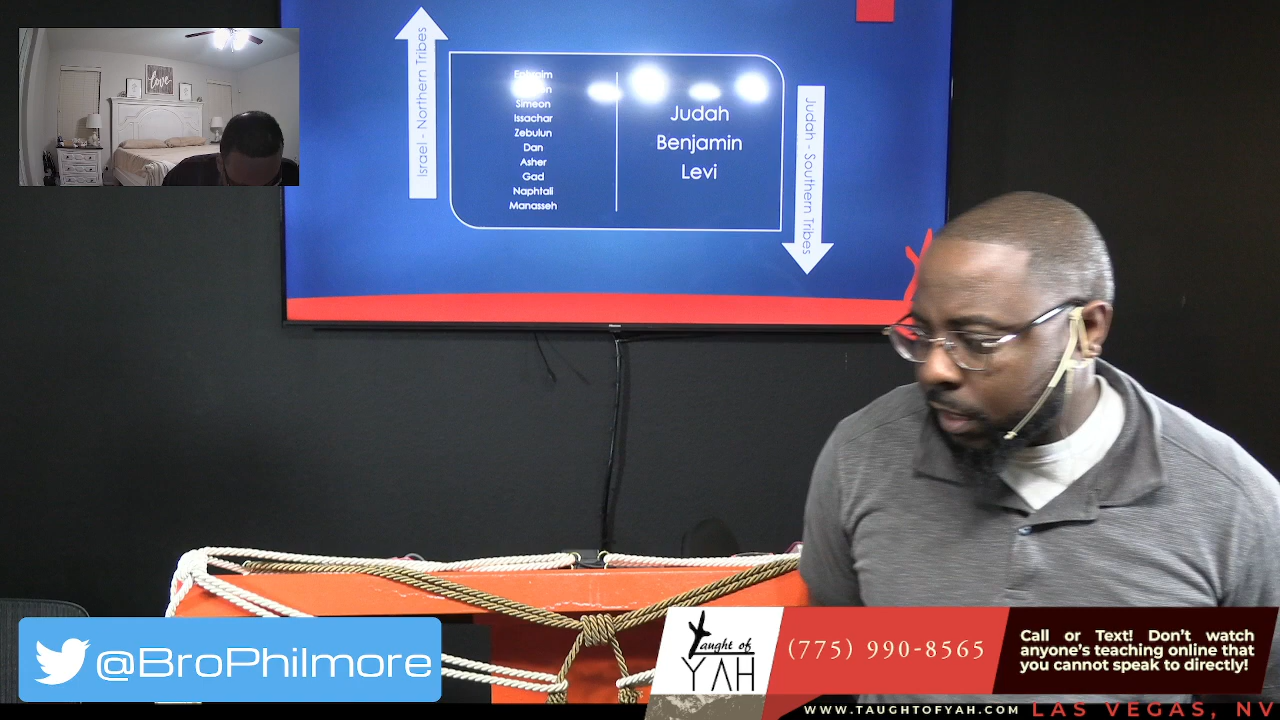 love
Israel - Northern Tribes
Ephraim
Simeon
Issachar
Zebulun
Dan
Asher
Gad
Naphtali
Manasseh
Judah
Benjamin
Levi
Judah - Southern Tribes
@BroPhilmore
Taught of
YAH
(775) 990-8565
Call or Text! Don't watch
anyone's teaching online that
you cannot speak to directly!
WWW.TAUGHTOFYAH.COM
LAS VEGAS, NV